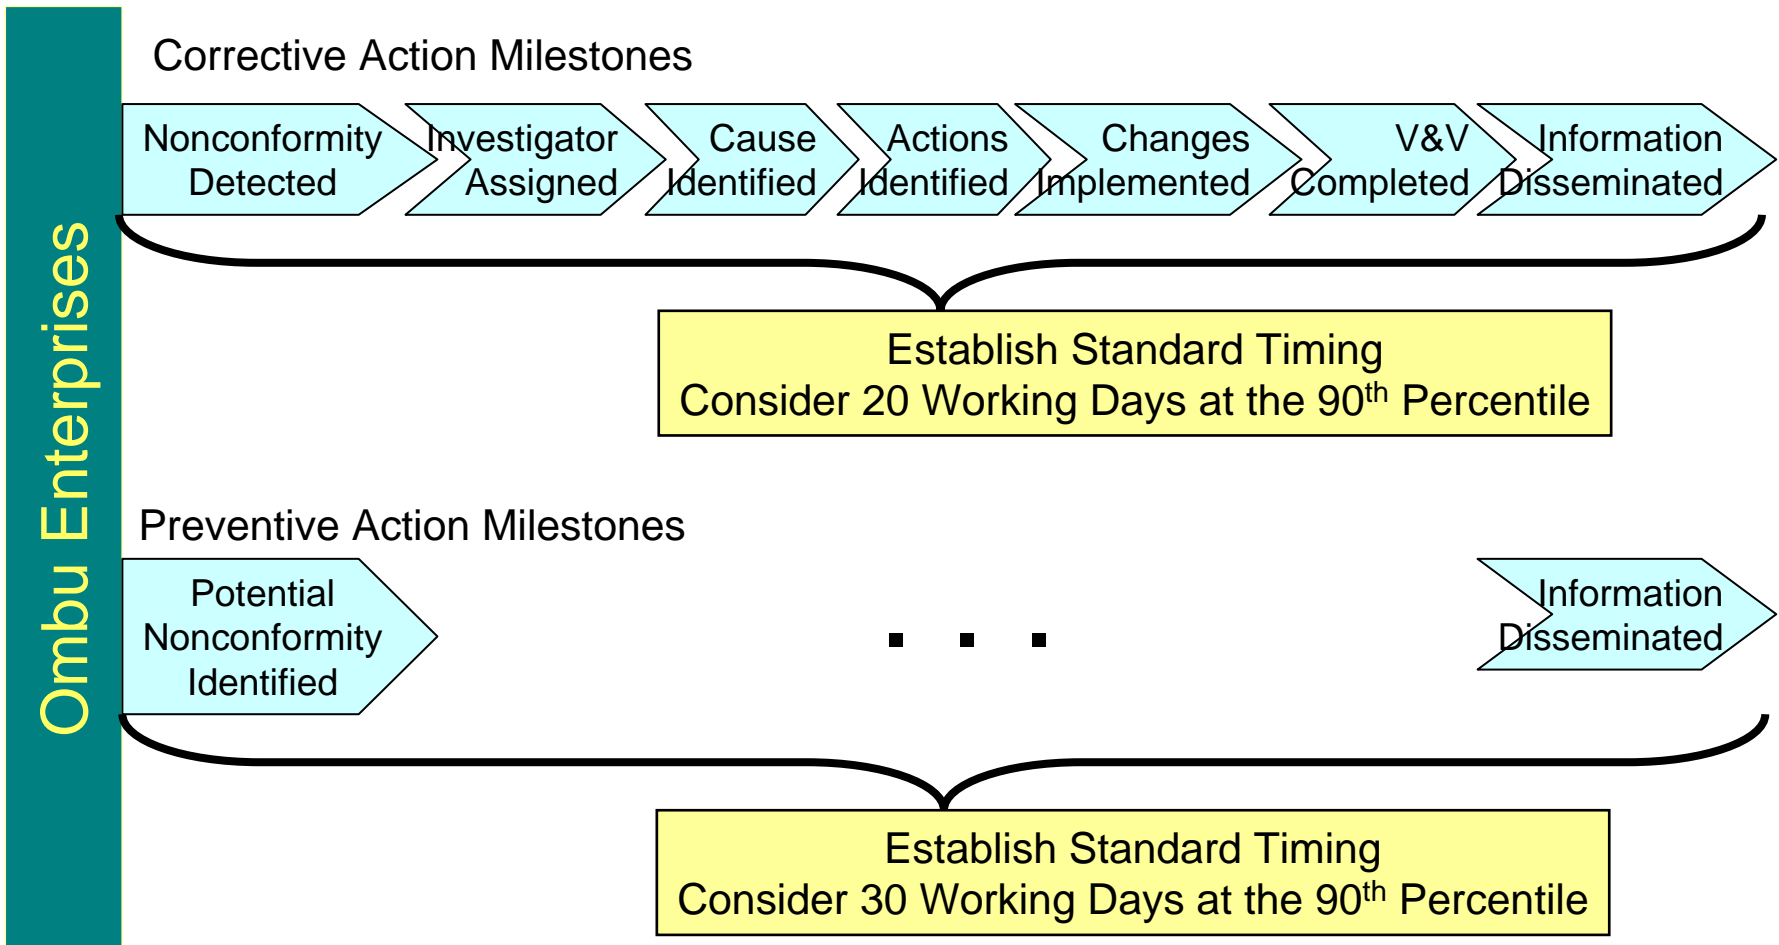 Ombu Enterprises
Corrective Action Milestones
Nonconformity
Detected
Investigator
Assigned
Cause
Identified
Actions
Identified
Changes
Implemented
V&V
Completed
Information
Disseminated
Establish Standard Timing
Consider 20 Working Days at the 90th Percentile
Preventive Action Milestones
Potential
Nonconformity
Identified
. . .
Information
Disseminated
Establish Standard Timing
Consider 30 Working Days at the 90th Percentile